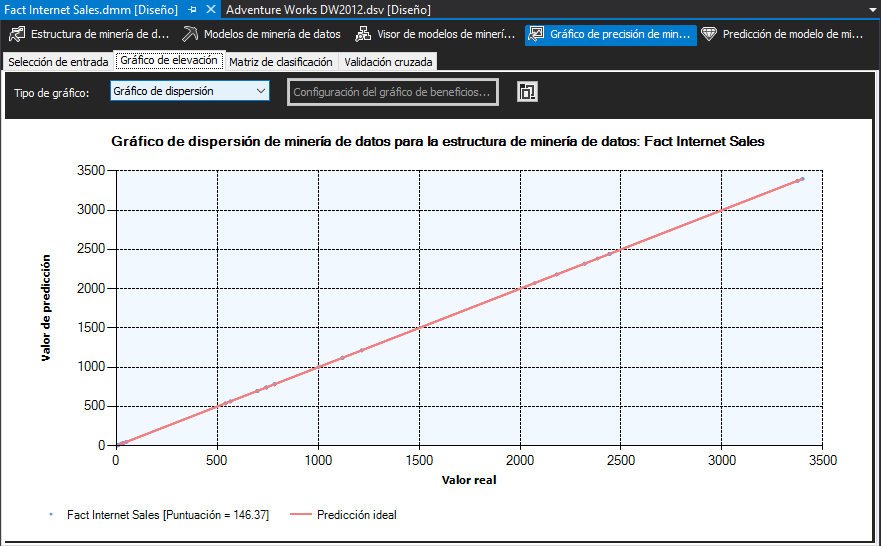 Fact Internet Sales.dmm [Diseño] Adventure Works DW2012.dsv [Diseño]
Estructura de minería de d... Modelos de minería de datos Visor de modelos de minerí... Gráfico de precisión de min... Predicción de modelo de mi...
Selección de entrada Gráfico de elevación Matriz de clasificación Validación cruzada
Tipo de gráfico: Gráfico de dispersión Configuración del gráfico de beneficios...
Gráfico de dispersión de minería de datos para la estructura de minería de datos: Fact Internet Sales
3500
3000
2500
2000
1500
1000
500
0
Valor de predicción
0 500 1000 1500 2000 2500 3000 3500
Valor real
Fact Internet Sales [Puntuación = 146.37] Predicción ideal